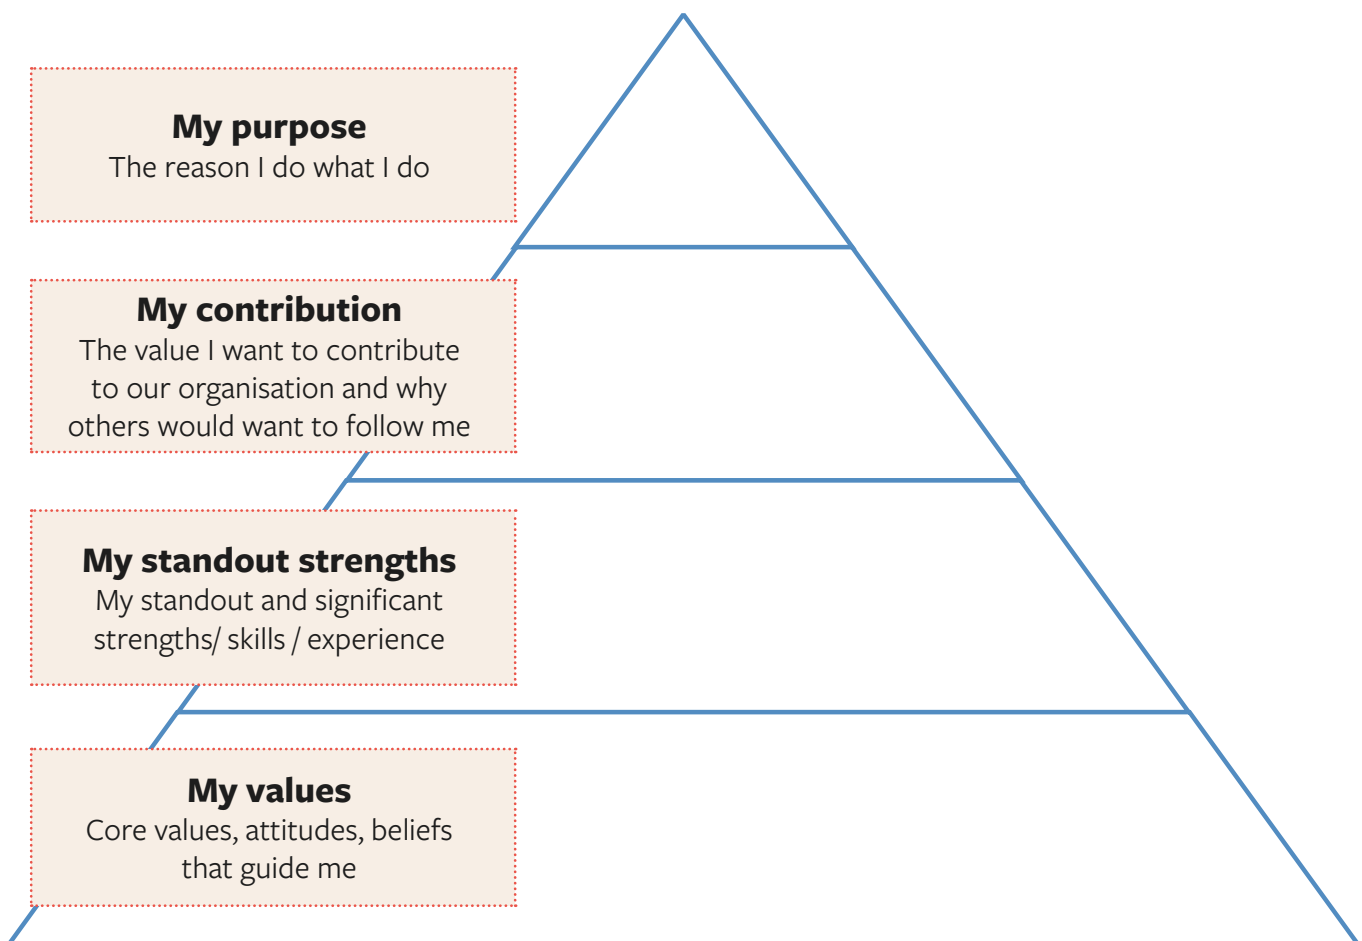 My purpose
The reason I do what I do
My contribution
The value I want to contribute
to our organisation and why
others would want to follow me
My standout strengths
My standout and significant
strengths/ skills / experience
My values
Core values, attitudes, beliefs
that guide me